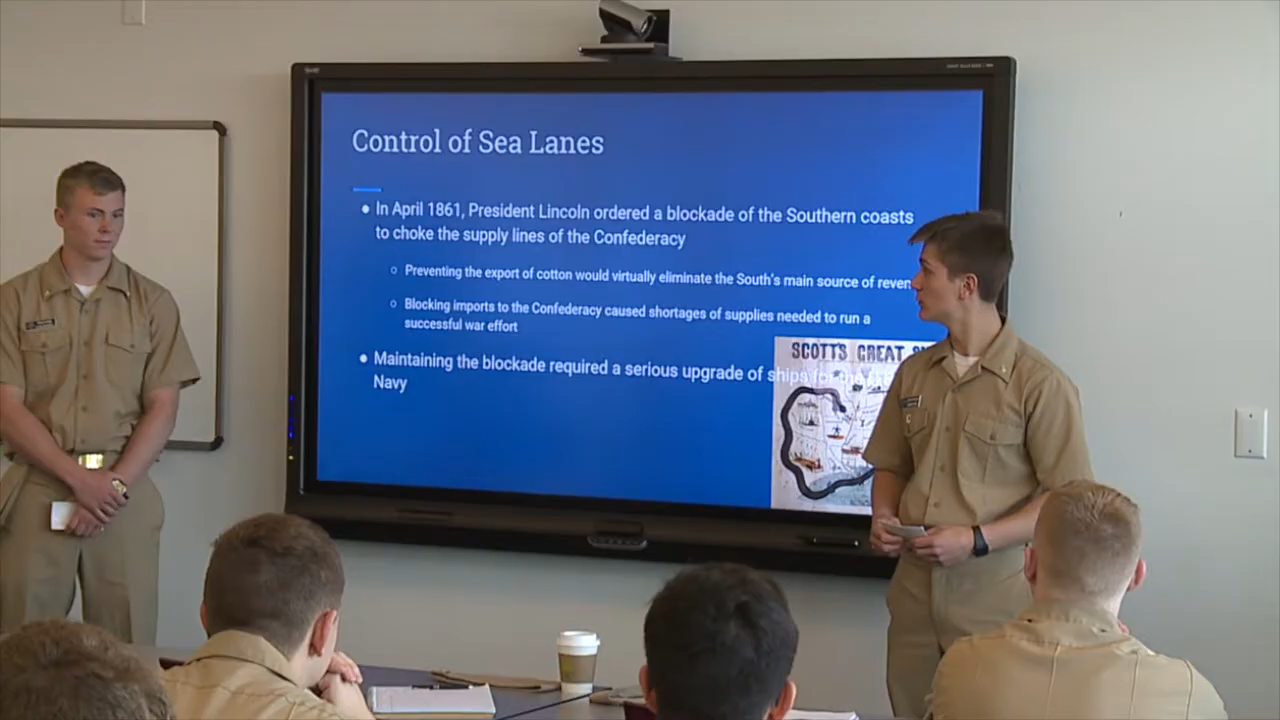 Control of Sea Lanes
In April 1861, President Lincoln ordered a blockade of the Southern coasts
to choke the supply lines of the Confederacy
Preventing the export of cotton would virtually eliminate the South's main source of reven
Blocking imports to the Confederacy caused shortages of supplies needed to run a
successful war effort
Maintaining the blockade required a serious upgrade of ships for the
Navy
SCOTT'S GREAT